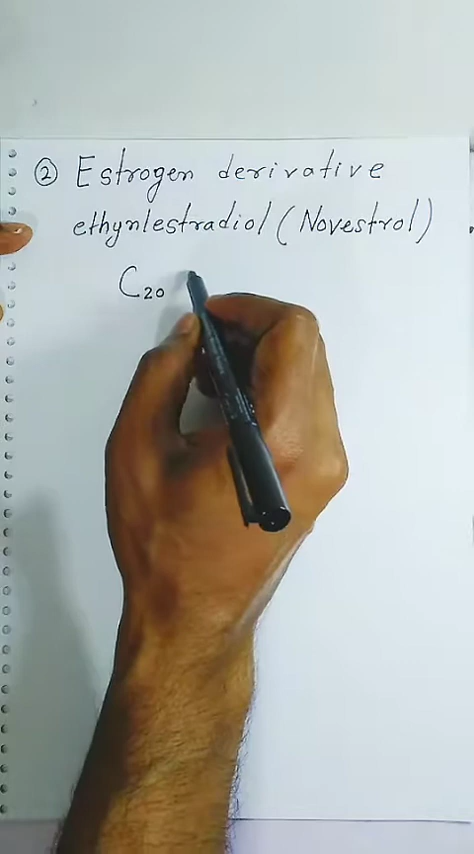 ② Estrogen derivative
ethynlestradiol (Novestrol)
C₂₀